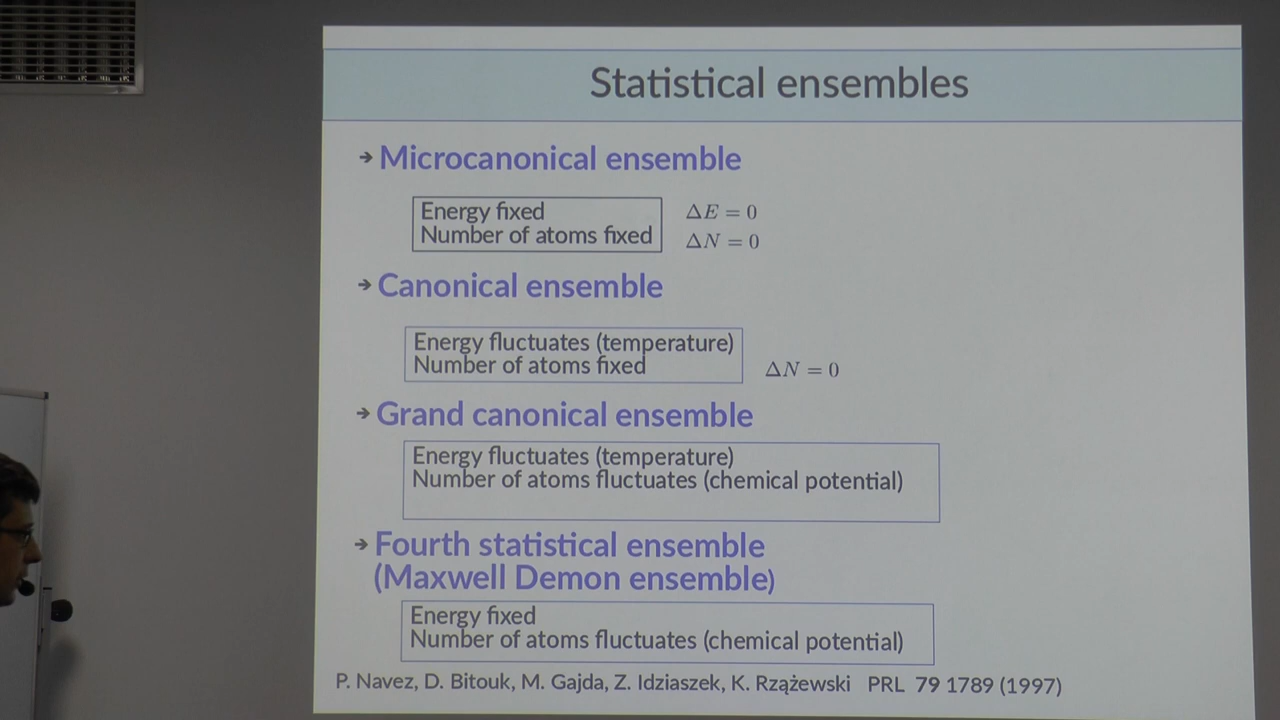 Statistical ensembles
➔ Microcanonical ensemble
Energy fixed
Number of atoms fixed
ΔE = 0
ΔN = 0
➔ Canonical ensemble
Energy fluctuates (temperature)
Number of atoms fixed
ΔN = 0
➔ Grand canonical ensemble
Energy fluctuates (temperature)
Number of atoms fluctuates (chemical potential)
➔ Fourth statistical ensemble
(Maxwell Demon ensemble)
Energy fixed
Number of atoms fluctuates (chemical potential)
P. Navez, D. Bitouk, M. Gajda, Z. Idziaszek, K. Rzążewski PRL 79 1789 (1997)